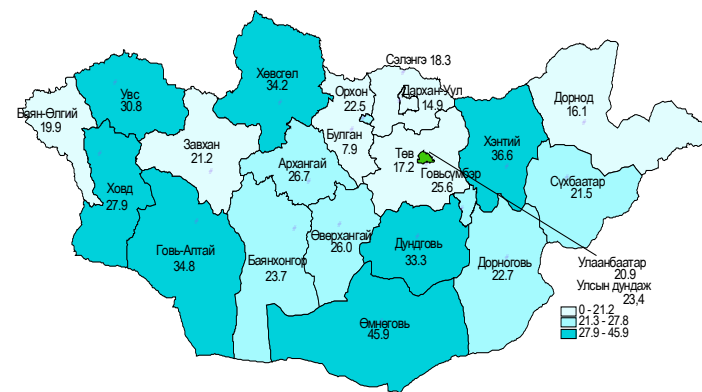 Сэлэнгэ 18.3
Хөвсгөл
34.2
Орхон
22.5
Дархан-Уул
14.9
Увс
30.8
Дорнод
16.1
Баян-Өлгий
19.9
Завхан
21.2
Булган
7.9
Төв
17.2
Хэнтий
36.6
Архангай
26.7
Говьсүмбэр
25.6
Сүхбаатар
21.5
Ховд
27.9
Говь-Алтай
34.8
Баянхонгор
23.7
Өвөрхангай
26.0
Дундговь
33.3
Дорноговь
22.7
Улаанбаатар
20.9
Улсын дундаж
23,4
0 - 21.2
21.3 - 27.8
27.9 - 45.9
Өмнөговь
45.9